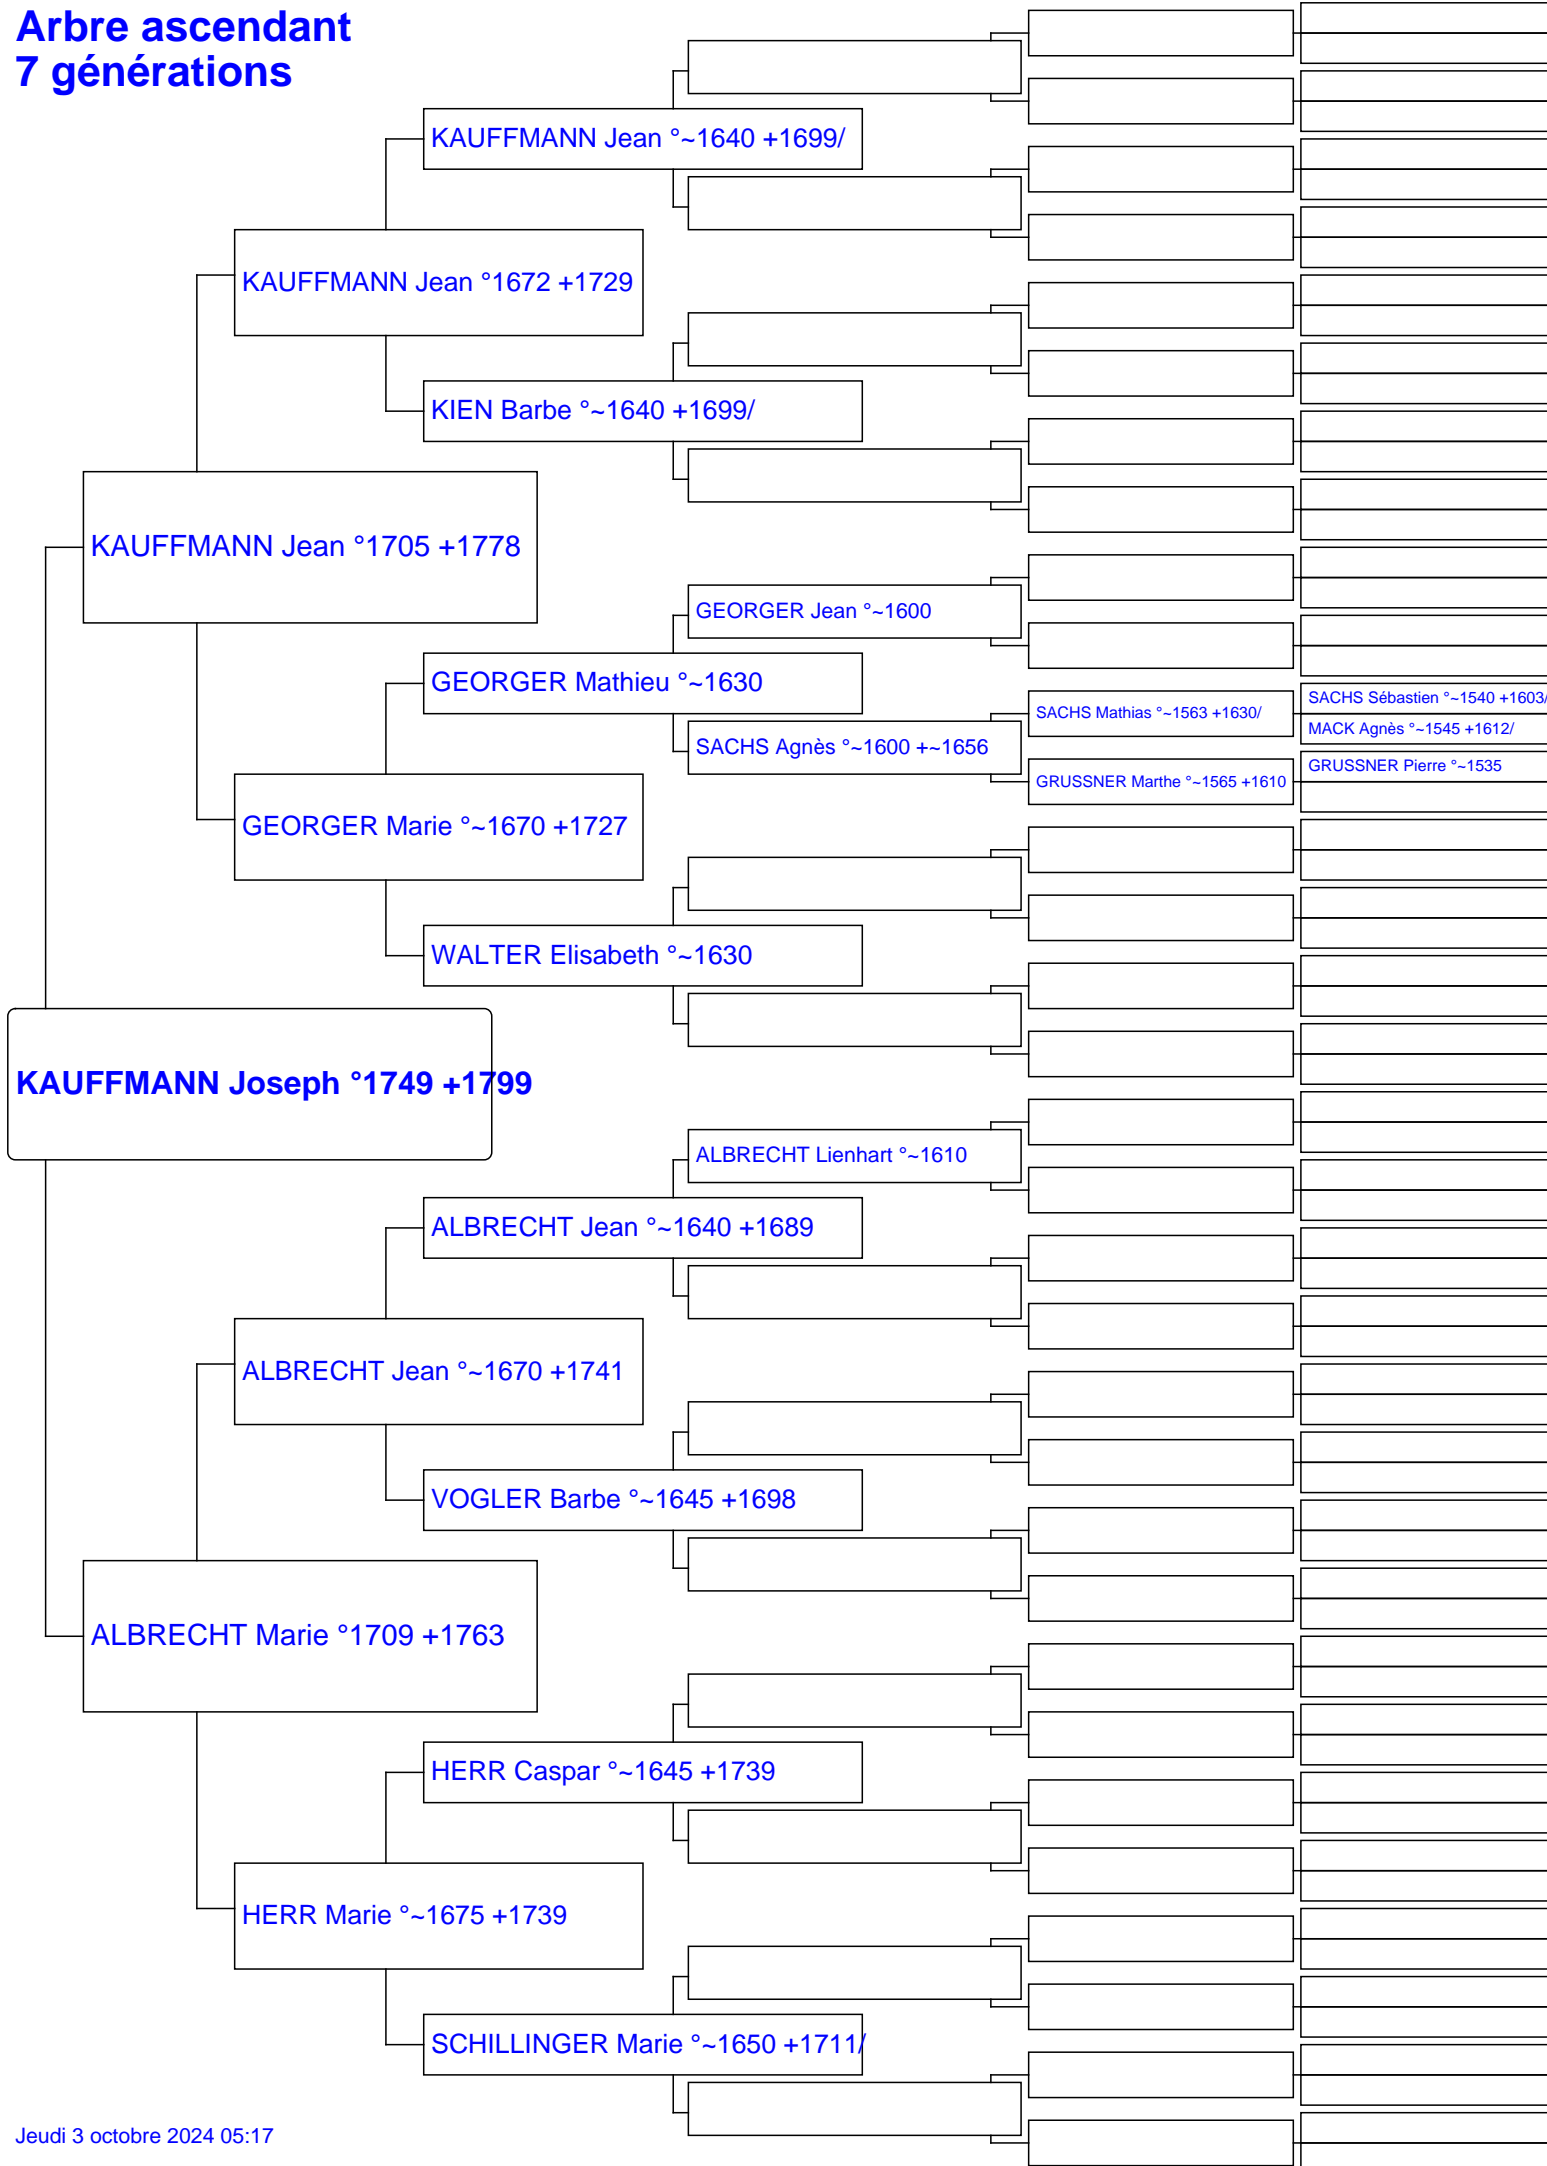 Arbre ascendant
7 générations
KAUFFMANN Jean °~1640 +1699/
KAUFFMANN Jean °1672 +1729
KIEN Barbe °~1640 +1699/
KAUFFMANN Jean °1705 +1778
GEORGER Jean °~1600
GEORGER Mathieu °~1630
SACHS Sébastien °~1540 +1603/
SACHS Mathias °~1563 +1630/
MACK Agnès °~1545 +1612/
SACHS Agnès °~1600 +~1656
GRUSSNER Pierre °~1535
GRUSSNER Marthe °~1565 +1610
GEORGER Marie °~1670 +1727
WALTER Elisabeth °~1630
KAUFFMANN Joseph °1749 +1799
ALBRECHT Lienhart °~1610
ALBRECHT Jean °~1640 +1689
ALBRECHT Jean °~1670 +1741
VOGLER Barbe °~1645 +1698
ALBRECHT Marie °1709 +1763
HERR Caspar °~1645 +1739
HERR Marie °~1675 +1739
SCHILLINGER Marie °~1650 +1711/
Jeudi 3 octobre 2024 05:17